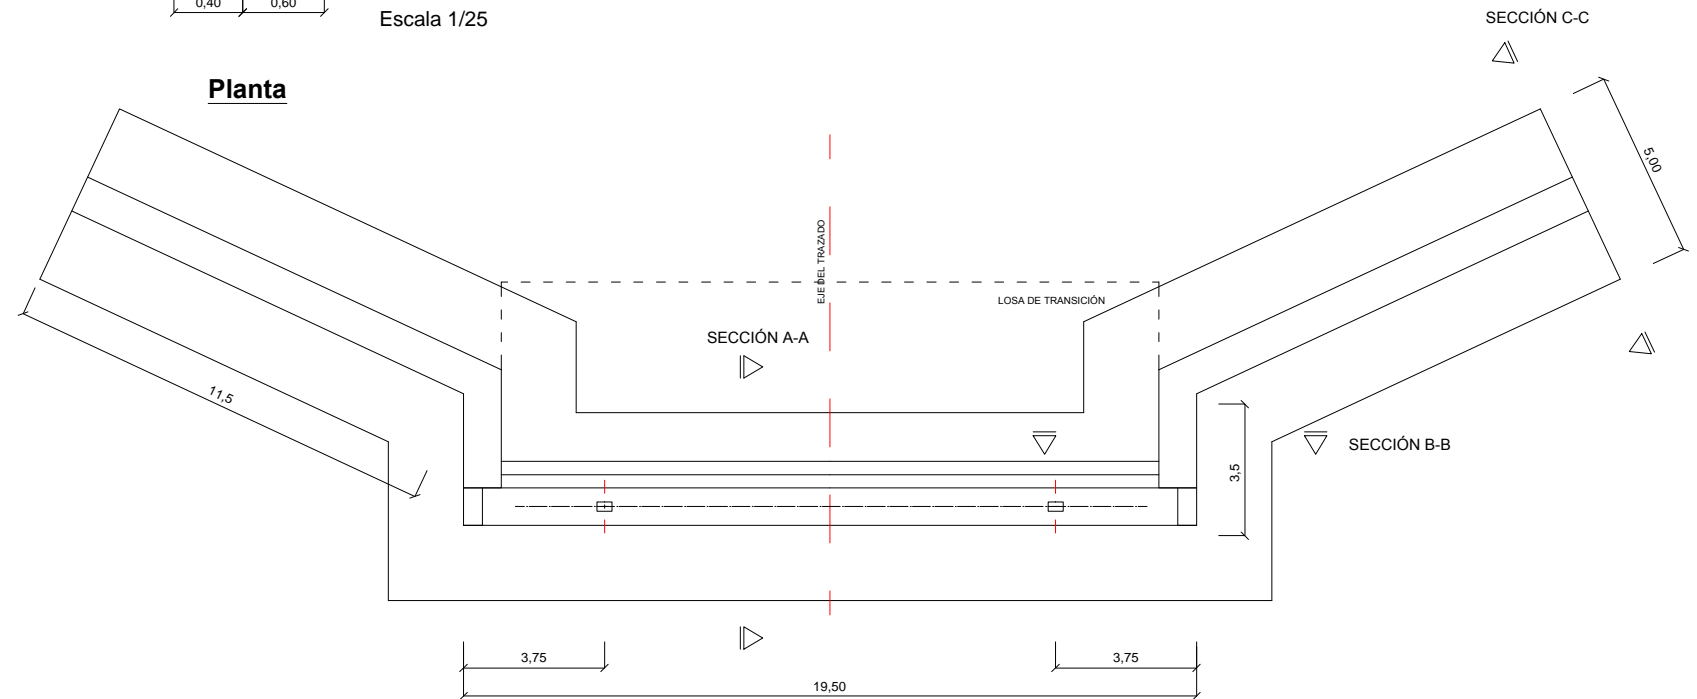 0,40 0,60
Escala 1/25
SECCIÓN C-C
Planta
5,00
EJE DEL TRAZADO
LOSA DE TRANSICIÓN
SECCIÓN A-A
11,5
SECCIÓN B-B
3,5
3,75 3,75
19,50